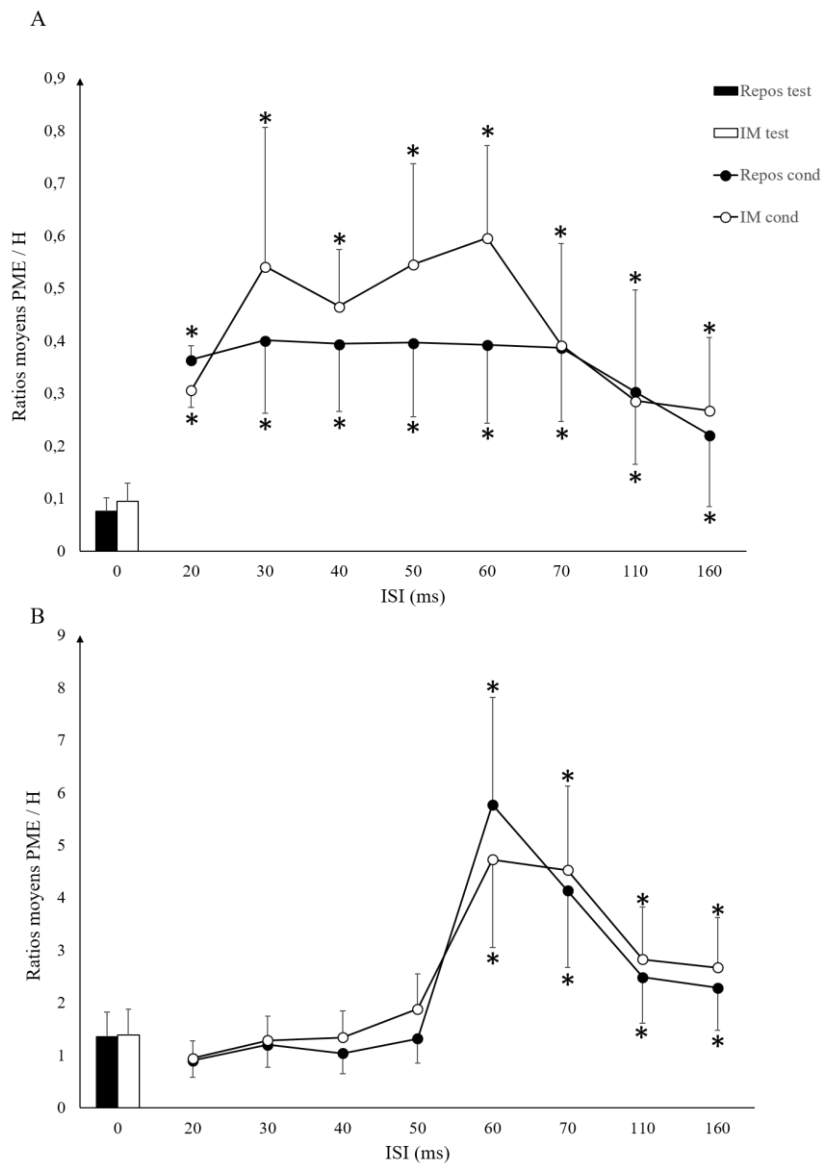 A
0,9
0,8
0,7
0,6
0,5
0,4
0,3
0,2
0,1
0
Ratios moyens PME / H
Repos test
IM test
Repos cond
IM cond
* * * * * * * *
* * * * * * * *
0 20 30 40 50 60 70 110 160
ISI (ms)
B
9
8
7
6
5
4
3
2
1
0
Ratios moyens PME / H
* * * *
* * * *
0 20 30 40 50 60 70 110 160
ISI (ms)